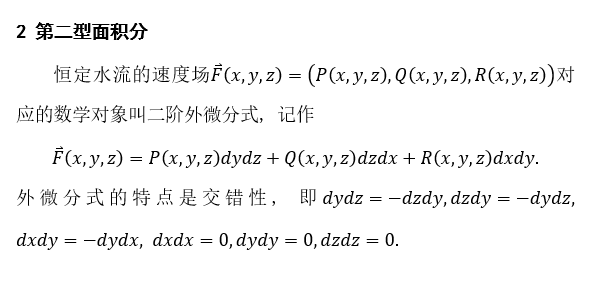 2 第二型面积分
恒定水流的速度场F⃗(x, y, z) = (P(x, y, z), Q(x, y, z), R(x, y, z))对
应的数学对象叫二阶外微分式，记作
F⃗(x, y, z) = P(x, y, z)dydz + Q(x, y, z)dzdx + R(x, y, z)dxdy.
外微分式的特点是交错性，即 dydz = −dzdy, dzdy = −dydz,
dxdy = −dydx, dxdx = 0, dydy = 0, dzdz = 0.